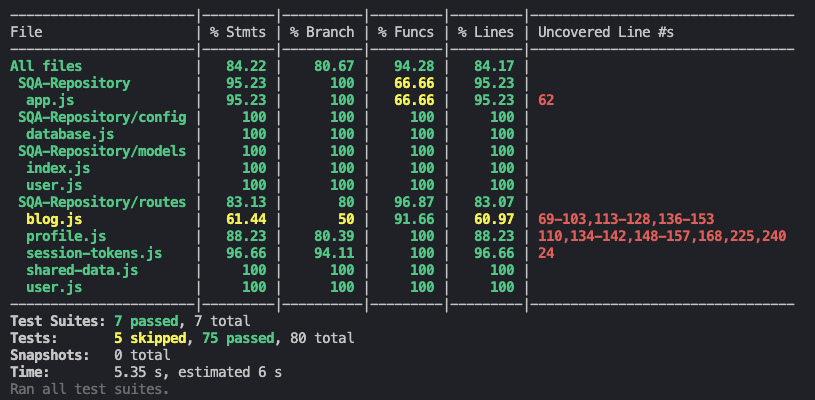 --------------------|---------|----------|---------|---------|------------------------------
File                | % Stmts | % Branch | % Funcs | % Lines | Uncovered Line #s
--------------------|---------|----------|---------|---------|------------------------------
All files           |   84.22 |    80.67 |   94.28 |   84.17 |
 SQA-Repository     |   95.23 |      100 |   66.66 |   95.23 |
  app.js            |   95.23 |      100 |   66.66 |   95.23 | 62
 SQA-Repository/config |     100 |      100 |     100 |     100 |
  database.js       |     100 |      100 |     100 |     100 |
 SQA-Repository/models |     100 |      100 |     100 |     100 |
  index.js          |     100 |      100 |     100 |     100 |
  user.js           |     100 |      100 |     100 |     100 |
 SQA-Repository/routes |   83.13 |       80 |   96.87 |   83.07 |
  blog.js           |   61.44 |       50 |   91.66 |   60.97 | 69-103,113-128,136-153
  profile.js        |   88.23 |    80.39 |     100 |   88.23 | 110,134-142,148-157,168,225,240
  session-tokens.js |   96.66 |    94.11 |     100 |   96.66 | 24
  shared-data.js    |     100 |      100 |     100 |     100 |
  user.js           |     100 |      100 |     100 |     100 |
--------------------|---------|----------|---------|---------|------------------------------
Test Suites: 7 passed, 7 total
Tests:       5 skipped, 75 passed, 80 total
Snapshots:   0 total
Time:        5.35 s, estimated 6 s
Ran all test suites.